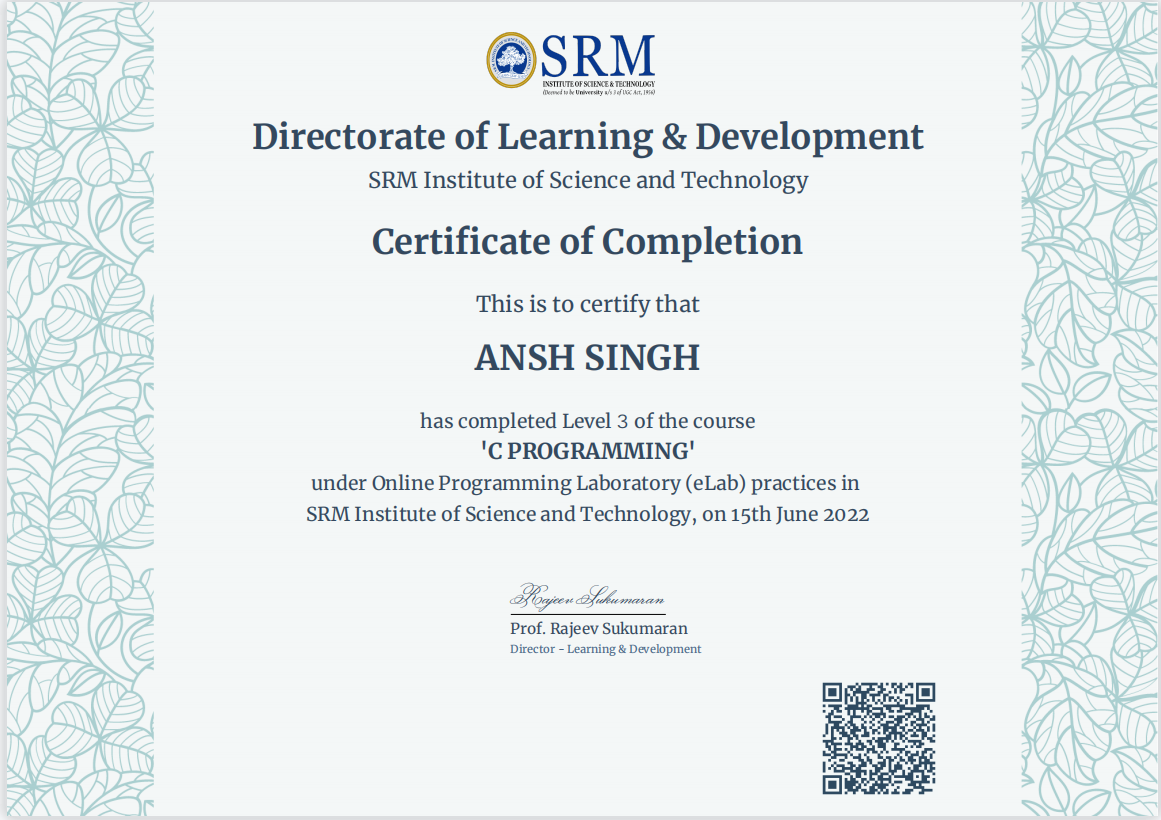 SRM
INSTITUTE OF SCIENCE & TECHNOLOGY
(Deemed to be University u/s 3 of UGC Act, 1956)
Directorate of Learning & Development
SRM Institute of Science and Technology
Certificate of Completion
This is to certify that
ANSH SINGH
has completed Level 3 of the course
'C PROGRAMMING'
under Online Programming Laboratory (eLab) practices in
SRM Institute of Science and Technology, on 15th June 2022
Rajeev Sukumaran
Prof. Rajeev Sukumaran
Director - Learning & Development